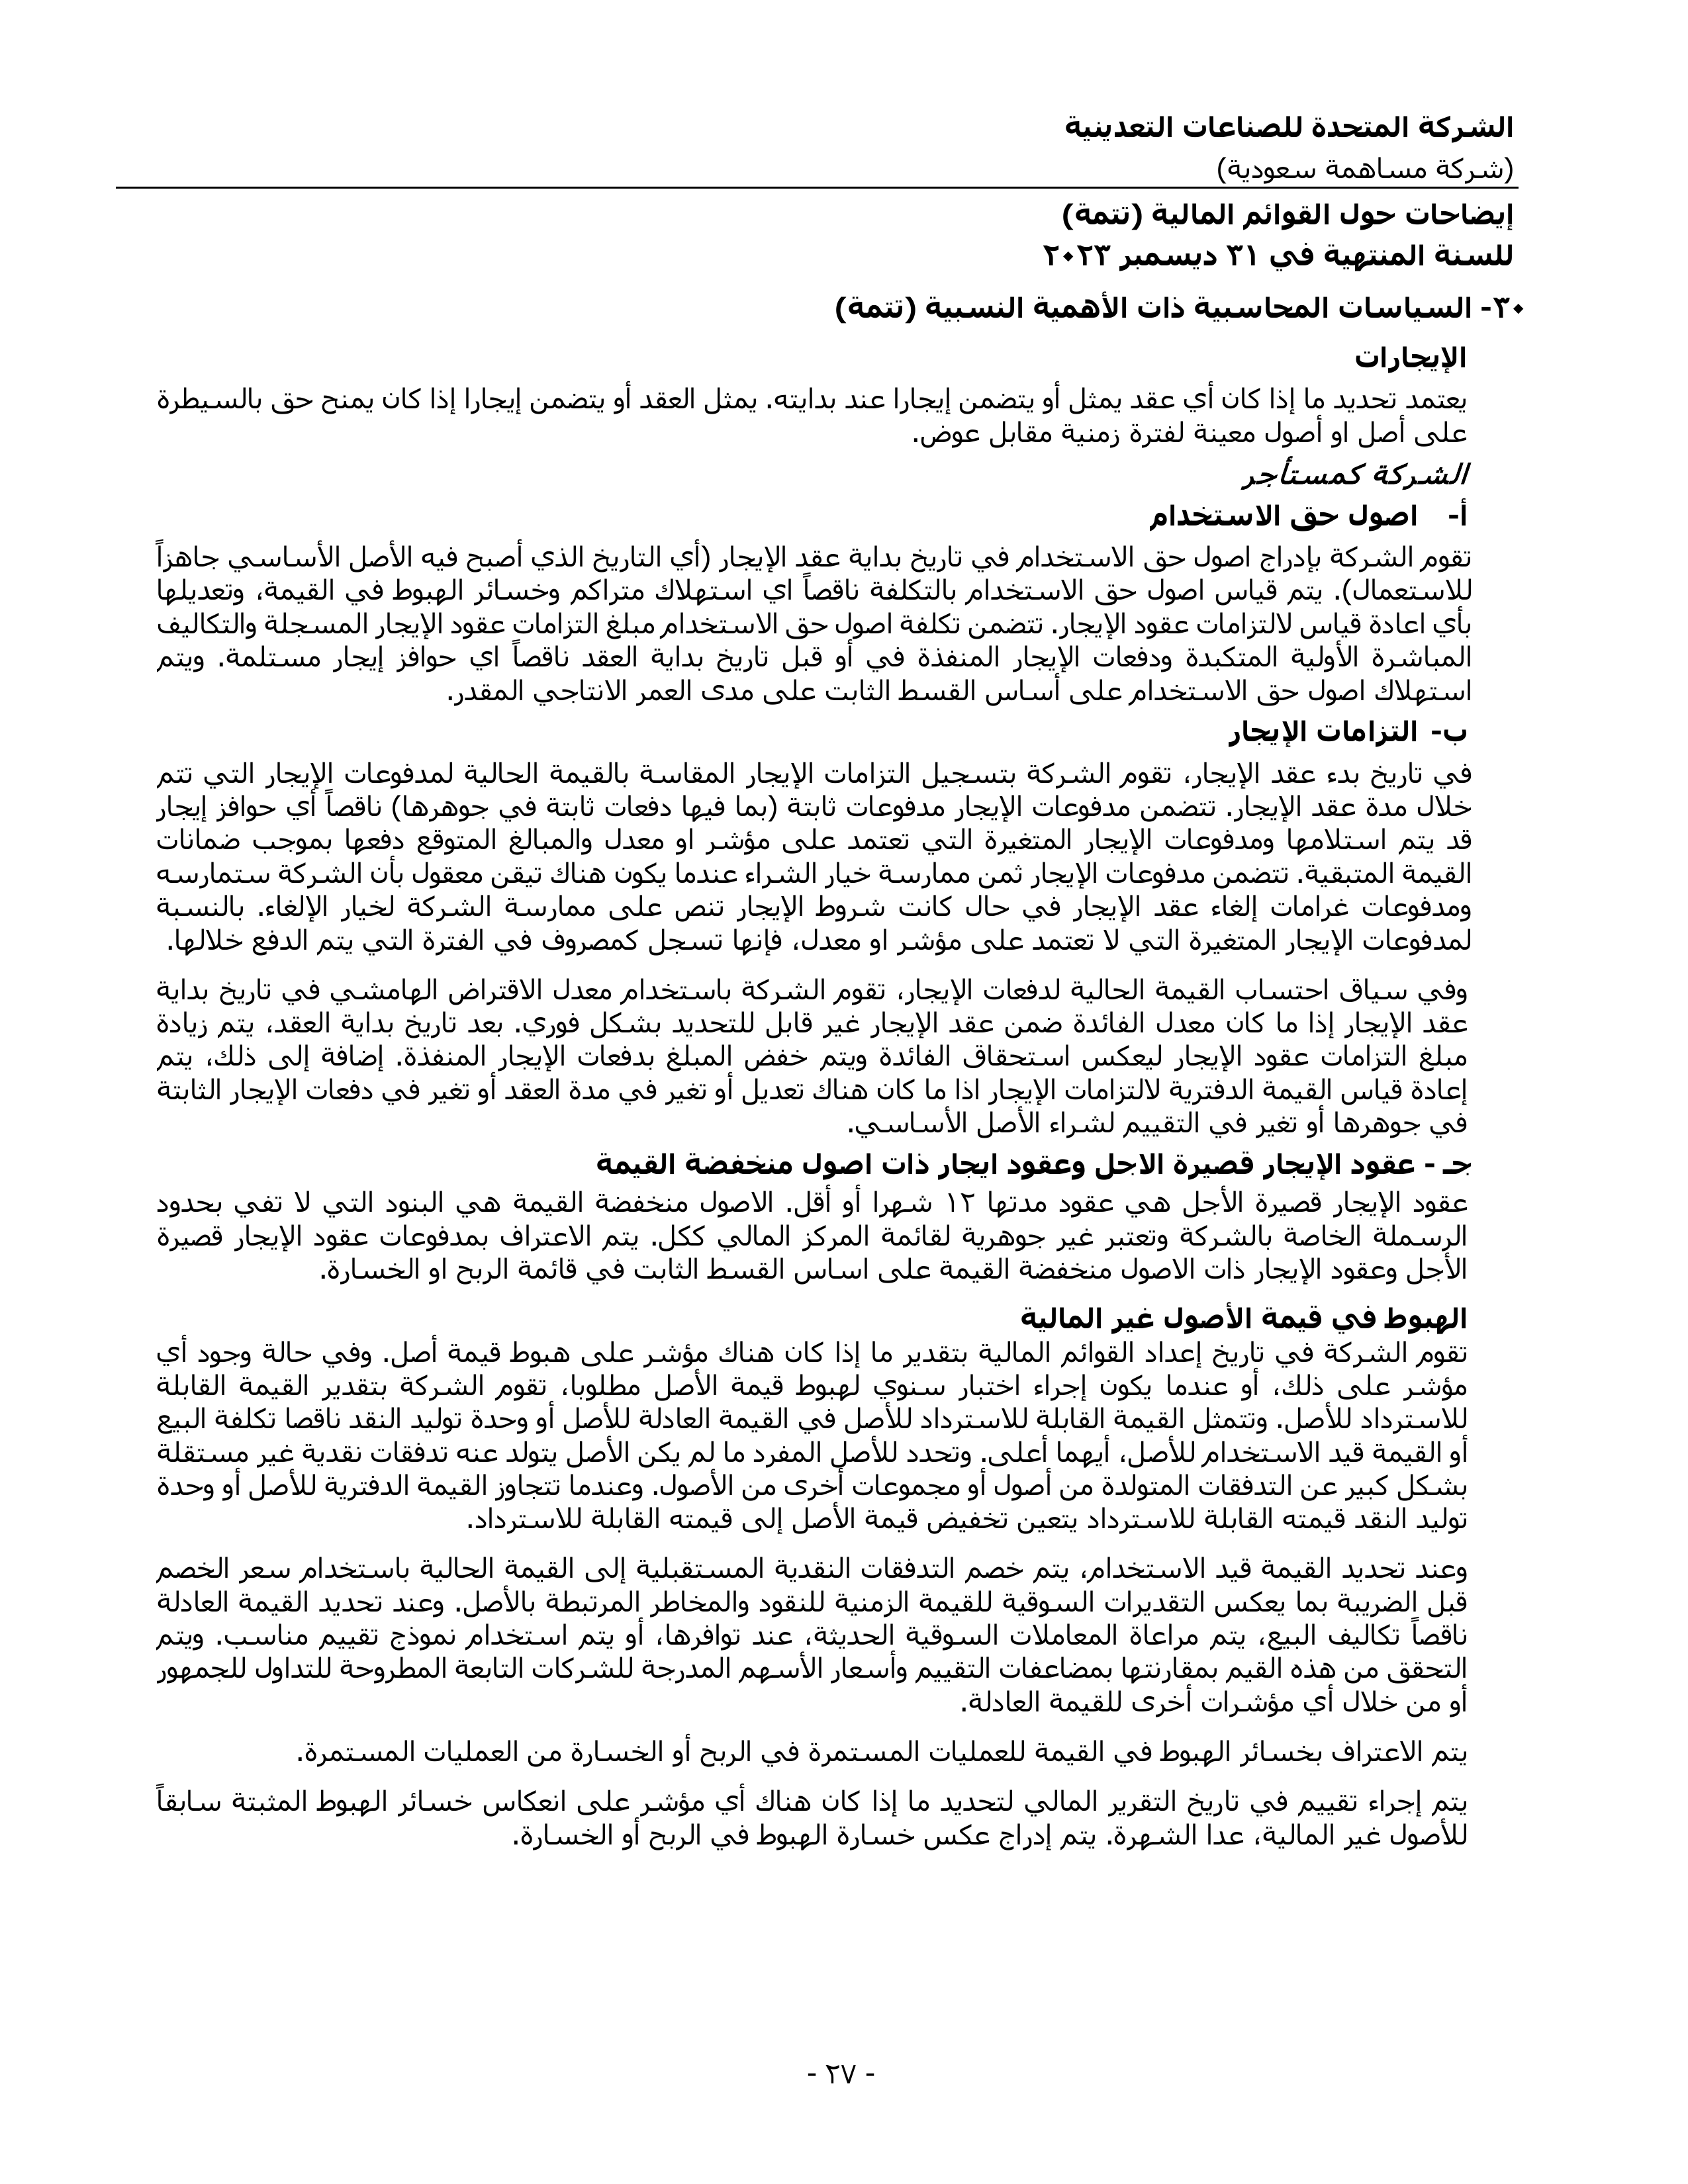 الشركة المتحدة للصناعات التعدينية
(شركة مساهمة سعودية)
إيضاحات حول القوائم المالية (تتمة)
للسنة المنتهية في ٣١ ديسمبر ٢٠٢٣
٣٠- السياسات المحاسبية ذات الأهمية النسبية (تتمة)
الإيجارات
يعتمد تحديد ما إذا كان أي عقد يمثل أو يتضمن إيجارا عند بدايته. يمثل العقد أو يتضمن إيجارا إذا كان يمنح حق بالسيطرة
على أصل او أصول معينة لفترة زمنية مقابل عوض.
الشركة كمستأجر
أ- اصول حق الاستخدام
تقوم الشركة بإدراج اصول حق الاستخدام في تاريخ بداية عقد الإيجار (أي التاريخ الذي أصبح فيه الأصل الأساسي جاهزاً
للاستعمال). يتم قياس اصول حق الاستخدام بالتكلفة ناقصاً اي استهلاك متراكم وخسائر الهبوط في القيمة، وتعديلها
بأي اعادة قياس لالتزامات عقود الإيجار. تتضمن تكلفة اصول حق الاستخدام مبلغ التزامات عقود الإيجار المسجلة والتكاليف
المباشرة الأولية المتكبدة ودفعات الإيجار المنفذة في أو قبل تاريخ بداية العقد ناقصاً اي حوافز إيجار مستلمة. ويتم
استهلاك اصول حق الاستخدام على أساس القسط الثابت على مدى العمر الانتاجي المقدر.
ب- التزامات الإيجار
في تاريخ بدء عقد الإيجار، تقوم الشركة بتسجيل التزامات الإيجار المقاسة بالقيمة الحالية لمدفوعات الإيجار التي تتم
خلال مدة عقد الإيجار. تتضمن مدفوعات الإيجار مدفوعات ثابتة (بما فيها دفعات ثابتة في جوهرها) ناقصاً أي حوافز إيجار
قد يتم استلامها ومدفوعات الإيجار المتغيرة التي تعتمد على مؤشر او معدل والمبالغ المتوقع دفعها بموجب ضمانات
القيمة المتبقية. تتضمن مدفوعات الإيجار ثمن ممارسة خيار الشراء عندما يكون هناك تيقن معقول بأن الشركة ستمارسه
ومدفوعات غرامات إلغاء عقد الإيجار في حال كانت شروط الإيجار تنص على ممارسة الشركة لخيار الإلغاء. بالنسبة
لمدفوعات الإيجار المتغيرة التي لا تعتمد على مؤشر او معدل، فإنها تسجل كمصروف في الفترة التي يتم الدفع خلالها.
وفي سياق احتساب القيمة الحالية لدفعات الإيجار، تقوم الشركة باستخدام معدل الاقتراض الهامشي في تاريخ بداية
عقد الإيجار إذا ما كان معدل الفائدة ضمن عقد الإيجار غير قابل للتحديد بشكل فوري. بعد تاريخ بداية العقد، يتم زيادة
مبلغ التزامات عقود الإيجار ليعكس استحقاق الفائدة ويتم خفض المبلغ بدفعات الإيجار المنفذة. إضافة إلى ذلك، يتم
إعادة قياس القيمة الدفترية لالتزامات الإيجار اذا ما كان هناك تعديل أو تغير في مدة العقد أو تغير في دفعات الإيجار الثابتة
في جوهرها أو تغير في التقييم لشراء الأصل الأساسي.
جـ - عقود الإيجار قصيرة الاجل وعقود ايجار ذات اصول منخفضة القيمة
عقود الإيجار قصيرة الأجل هي عقود مدتها ١٢ شهرا أو أقل. الاصول منخفضة القيمة هي البنود التي لا تفي بحدود
الرسملة الخاصة بالشركة وتعتبر غير جوهرية لقائمة المركز المالي ككل. يتم الاعتراف بمدفوعات عقود الإيجار قصيرة
الأجل وعقود الإيجار ذات الاصول منخفضة القيمة على اساس القسط الثابت في قائمة الربح او الخسارة.
الهبوط في قيمة الأصول غير المالية
تقوم الشركة في تاريخ إعداد القوائم المالية بتقدير ما إذا كان هناك مؤشر على هبوط قيمة أصل. وفي حالة وجود أي
مؤشر على ذلك، أو عندما يكون إجراء اختبار سنوي لهبوط قيمة الأصل مطلوبا، تقوم الشركة بتقدير القيمة القابلة
للاسترداد للأصل. وتتمثل القيمة القابلة للاسترداد للأصل في القيمة العادلة للأصل أو وحدة توليد النقد ناقصا تكلفة البيع
أو القيمة قيد الاستخدام للأصل، أيهما أعلى. وتحدد للأصل المفرد ما لم يكن الأصل يتولد عنه تدفقات نقدية غير مستقلة
بشكل كبير عن التدفقات المتولدة من أصول أو مجموعات أخرى من الأصول. وعندما تتجاوز القيمة الدفترية للأصل أو وحدة
توليد النقد قيمته القابلة للاسترداد يتعين تخفيض قيمة الأصل إلى قيمته القابلة للاسترداد.
وعند تحديد القيمة قيد الاستخدام، يتم خصم التدفقات النقدية المستقبلية إلى القيمة الحالية باستخدام سعر الخصم
قبل الضريبة بما يعكس التقديرات السوقية للقيمة الزمنية للنقود والمخاطر المرتبطة بالأصل. وعند تحديد القيمة العادلة
ناقصاً تكاليف البيع، يتم مراعاة المعاملات السوقية الحديثة، عند توافرها، أو يتم استخدام نموذج تقييم مناسب. ويتم
التحقق من هذه القيم بمقارنتها بمضاعفات التقييم وأسعار الأسهم المدرجة للشركات التابعة المطروحة للتداول للجمهور
أو من خلال أي مؤشرات أخرى للقيمة العادلة.
يتم الاعتراف بخسائر الهبوط في القيمة للعمليات المستمرة في الربح أو الخسارة من العمليات المستمرة.
يتم إجراء تقييم في تاريخ التقرير المالي لتحديد ما إذا كان هناك أي مؤشر على انعكاس خسائر الهبوط المثبتة سابقاً
للأصول غير المالية، عدا الشهرة. يتم إدراج عكس خسارة الهبوط في الربح أو الخسارة.
- ٢٧ -